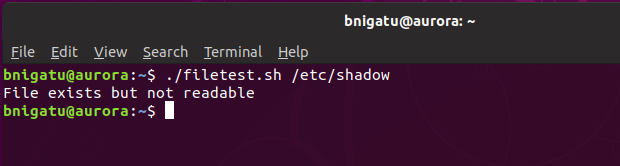 bnigatu@aurora: ~
File Edit View Search Terminal Help
bnigatu@aurora:~$ ./filetest.sh /etc/shadow
File exists but not readable
bnigatu@aurora:~$